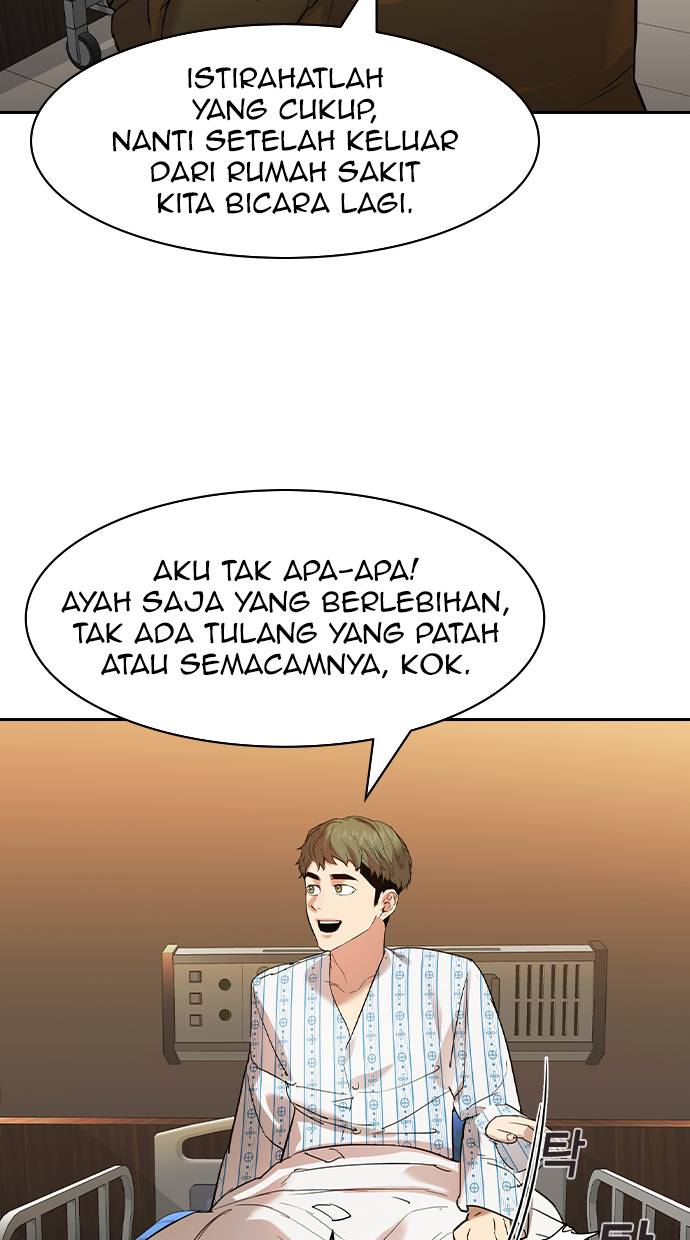 ISTIRAHATLAH
YANG CUKUP,
NANTI SETELAH KELUAR
DARI RUMAH SAKIT
KITA BICARA LAGI.
AKU TAK APA-APA!
AYAH SAJA YANG BERLEBIHAN,
TAK ADA TULANG YANG PATAH
ATAU SEMACAMNYA, KOK.
탁
탁